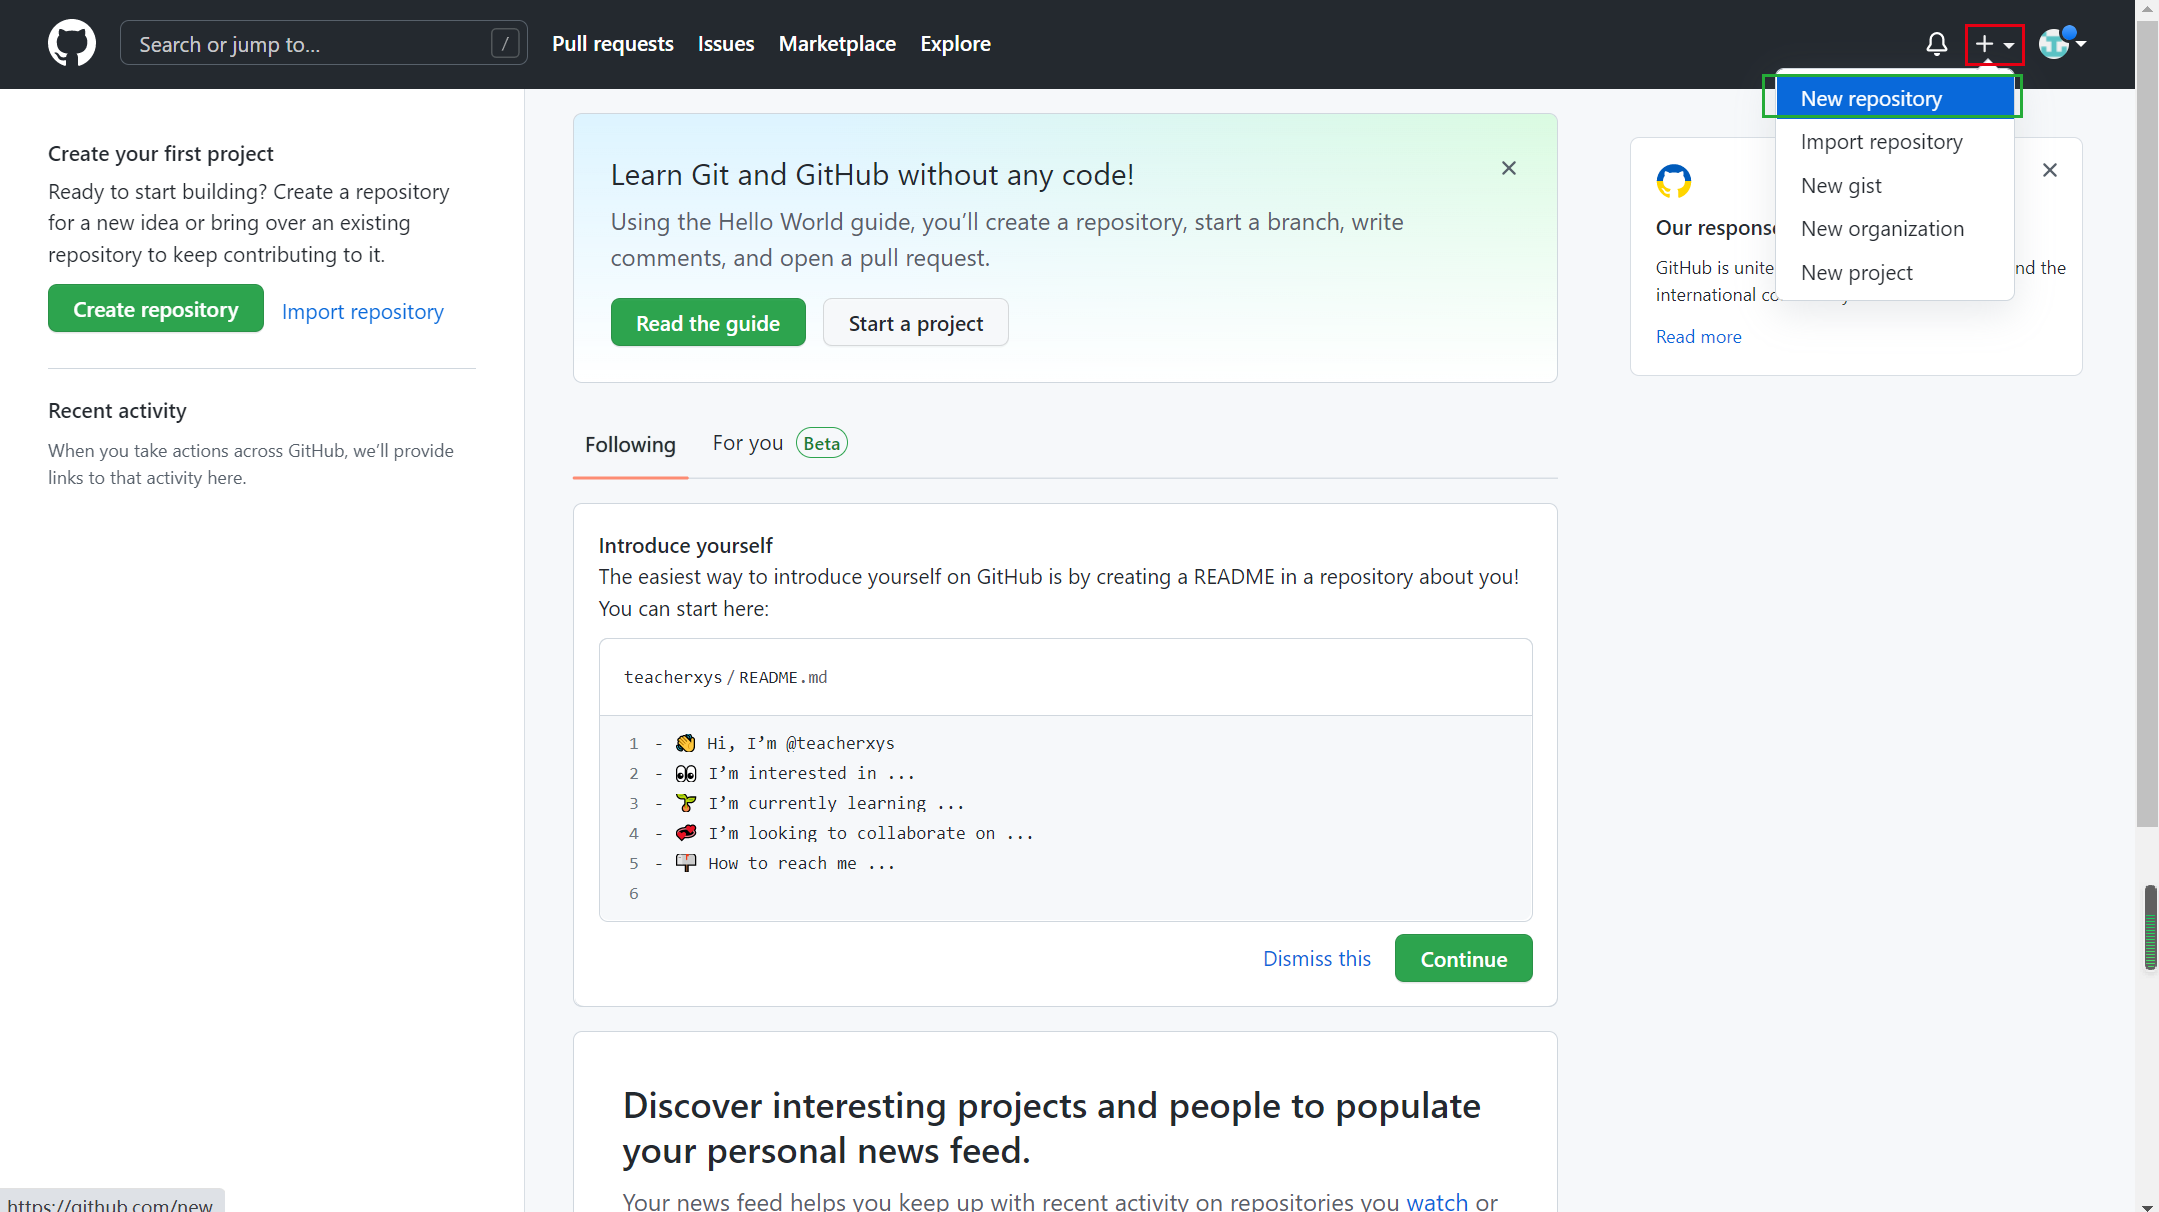 Search or jump to...
/
Pull requests
Issues
Marketplace
Explore
New repository
Import repository
New gist
New organization
New project
Create your first project
Ready to start building? Create a repository
for a new idea or bring over an existing
repository to keep contributing to it.
Create repository
Import repository
Recent activity
When you take actions across GitHub, we’ll provide
links to that activity here.
Learn Git and GitHub without any code!
Using the Hello World guide, you’ll create a repository, start a branch, write
comments, and open a pull request.
Read the guide
Start a project
Following
For you
Beta
Introduce yourself
The easiest way to introduce yourself on GitHub is by creating a README in a repository about you!
You can start here:
teacherxys / README.md
1 - 👋 Hi, I’m @teacherxys
2 - 👀 I’m interested in ...
3 - 🌱 I’m currently learning ...
4 - 💞️ I’m looking to collaborate on ...
5 - 📫 How to reach me ...
6
Dismiss this
Continue
Discover interesting projects and people to populate
your personal news feed.
Your news feed helps you keep up with recent activity on repositories you watch or
Our respons
GitHub is unite nd the
international co
Read more
https://github.com/new